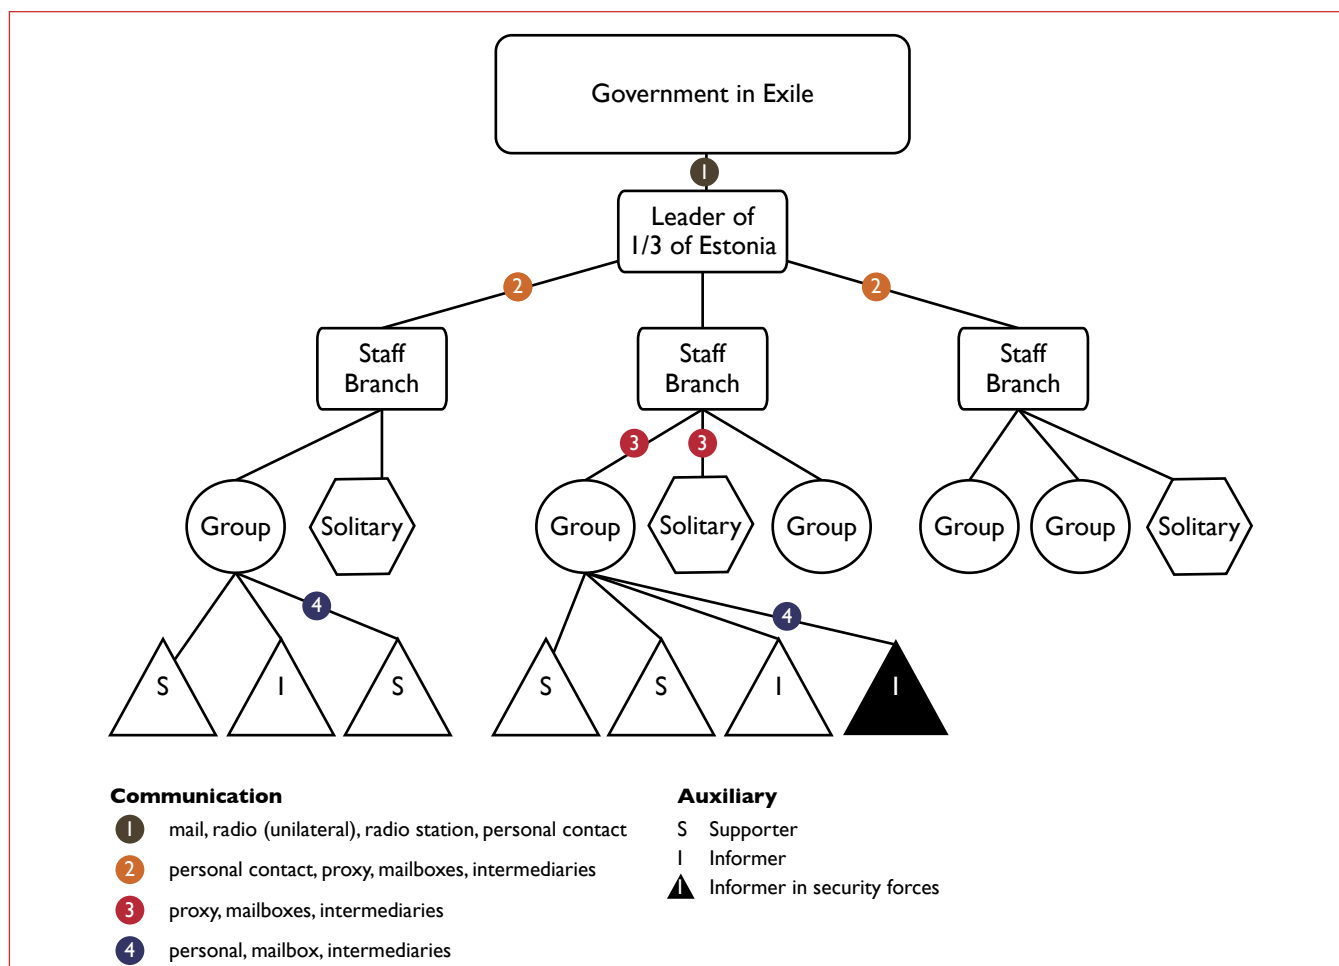 Government in Exile
1
Leader of
1/3 of Estonia
2
2
Staff
Branch
Staff
Branch
Staff
Branch
3
3
Group
Solitary
Group
Solitary
Group
Group
Group
Solitary
4
4
S
I
S
S
S
I
I
Communication
1 mail, radio (unilateral), radio station, personal contact
2 personal contact, proxy, mailboxes, intermediaries
3 proxy, mailboxes, intermediaries
4 personal, mailbox, intermediaries
Auxiliary
S Supporter
I Informer
I Informer in security forces